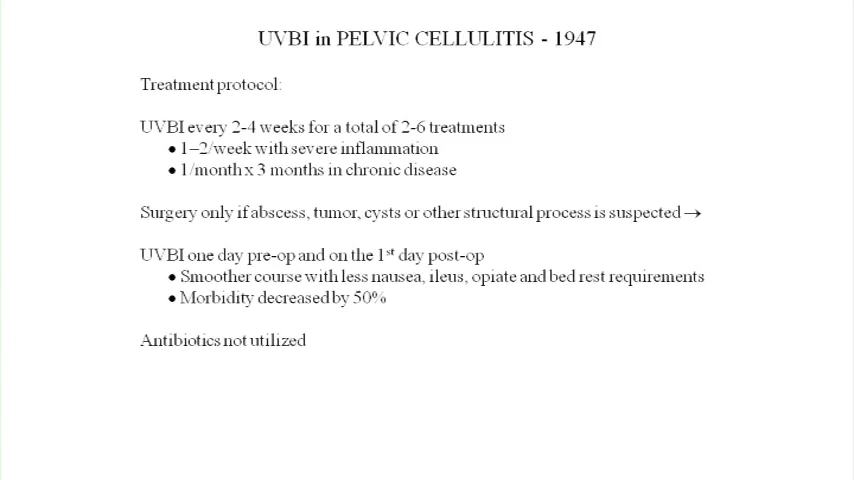 UVBI in PELVIC CELLULITIS - 1947
Treatment protocol:
UVBI every 2-4 weeks for a total of 2-6 treatments
● 1–2/week with severe inflammation
● 1/month x 3 months in chronic disease
Surgery only if abscess, tumor, cysts or other structural process is suspected →
UVBI one day pre-op and on the 1st day post-op
● Smoother course with less nausea, ileus, opiate and bed rest requirements
● Morbidity decreased by 50%
Antibiotics not utilized